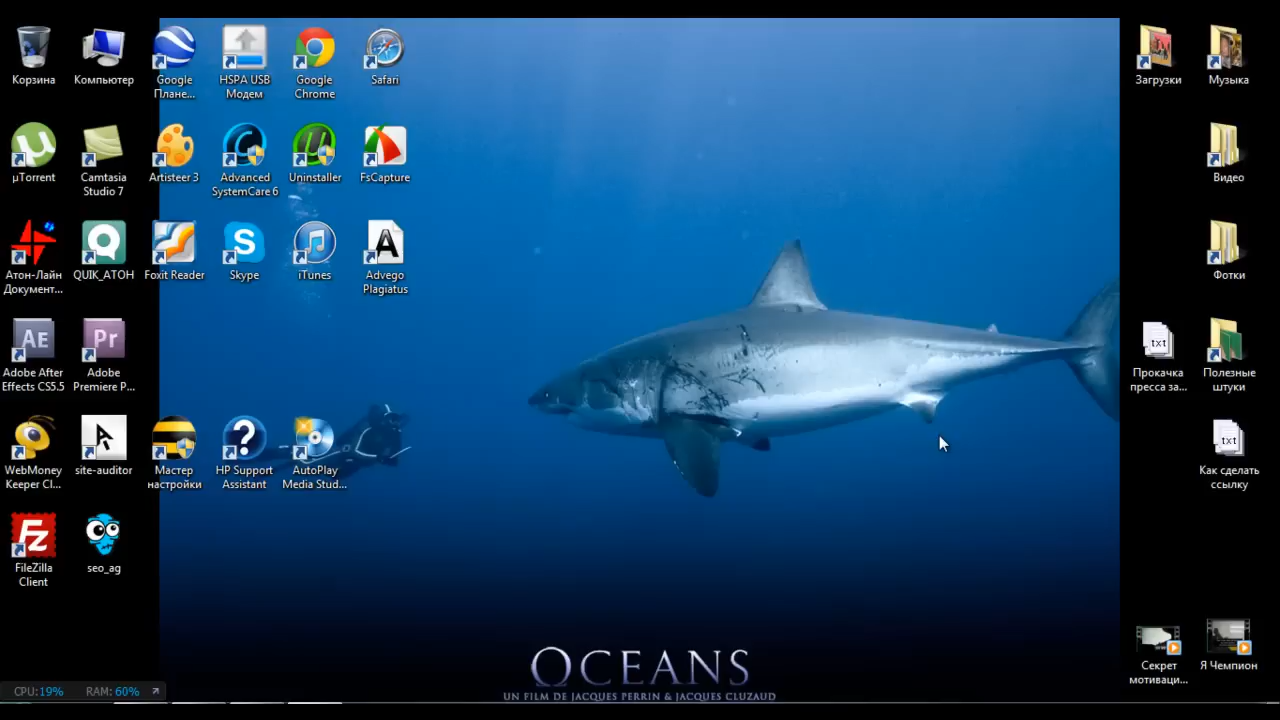 Корзина
Компьютер
Google
Плане...
HSPA USB
Модем
Google
Chrome
Safari
Загрузки
Музыка
µTorrent
Camtasia
Studio 7
Artisteer 3
Advanced
SystemCare 6
Uninstaller
FsCapture
Видео
Атон-Лайн
Документ...
QUIK_АТОН
Foxit Reader
Skype
iTunes
Advego
Plagiatus
Фотки
Adobe After
Effects CS5.5
Adobe
Premiere P...
txt
Прокачка
пресса за...
Полезные
штуки
WebMoney
Keeper Cl...
site-auditor
Мастер
настройки
HP Support
Assistant
AutoPlay
Media Stud...
txt
Как сделать
ссылку
FileZilla
Client
seo_ag
Секрет
мотиваци...
Я Чемпион
OCEANS
UN FILM DE JACQUES PERRIN & JACQUES CLUZAUD
CPU:19% RAM: 60%